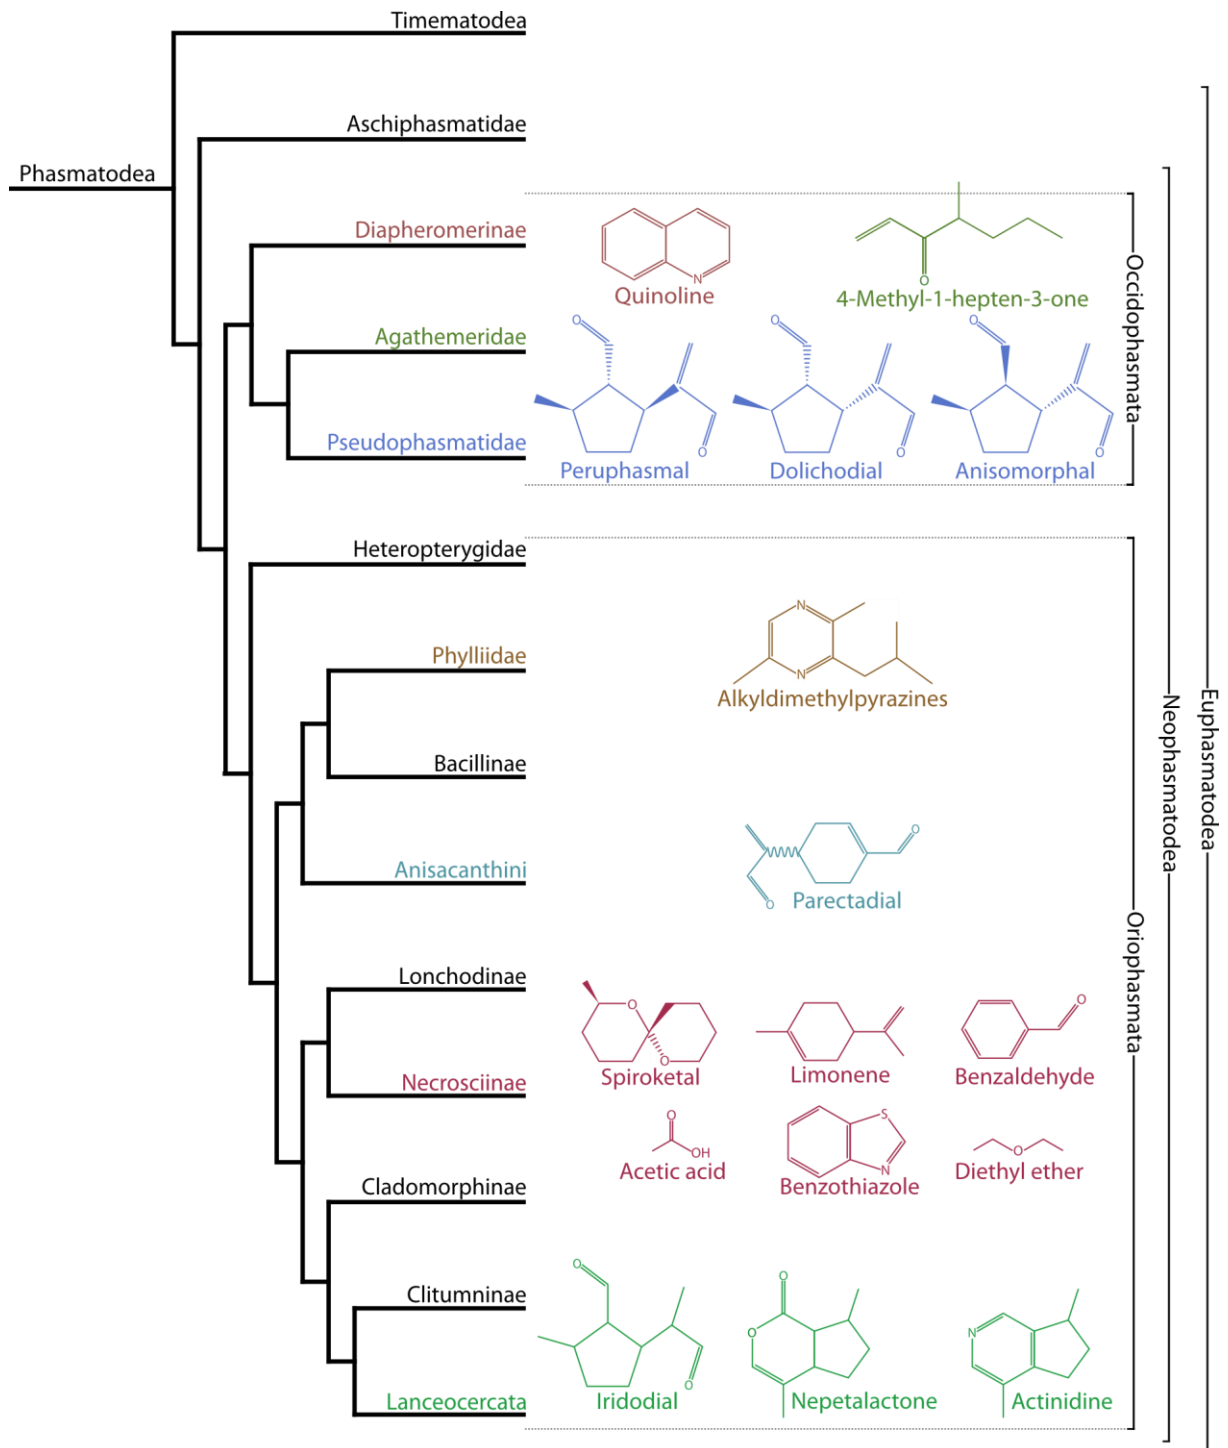 Timematodea
Aschiphasmatidae
Phasmatodea
Diapheromerinae
N
Quinoline
O
4-Methyl-1-hepten-3-one
Occidophasmata
Agathemeridae
O
O
O
Pseudophasmatidae
O
O
O
Peruphasmal
Dolichodial
Anisomorphal
Heteropterygidae
N
Phylliidae
N
Alkyldimethylpyrazines
Neophasmatodea
Euphasmatodea
Bacillinae
O
Anisacanthini
O
Parectadial
Oriophasmata
Lonchodinae
O
O
O
Necrosciinae
Spiroketal
Limonene
Benzaldehyde
O
OH
S
N
O
Acetic acid
Benzothiazole
Diethyl ether
Cladomorphinae
O
O
Clitumninae
O
N
O
Lanceocercata
Iridodial
Nepetalactone
Actinidine